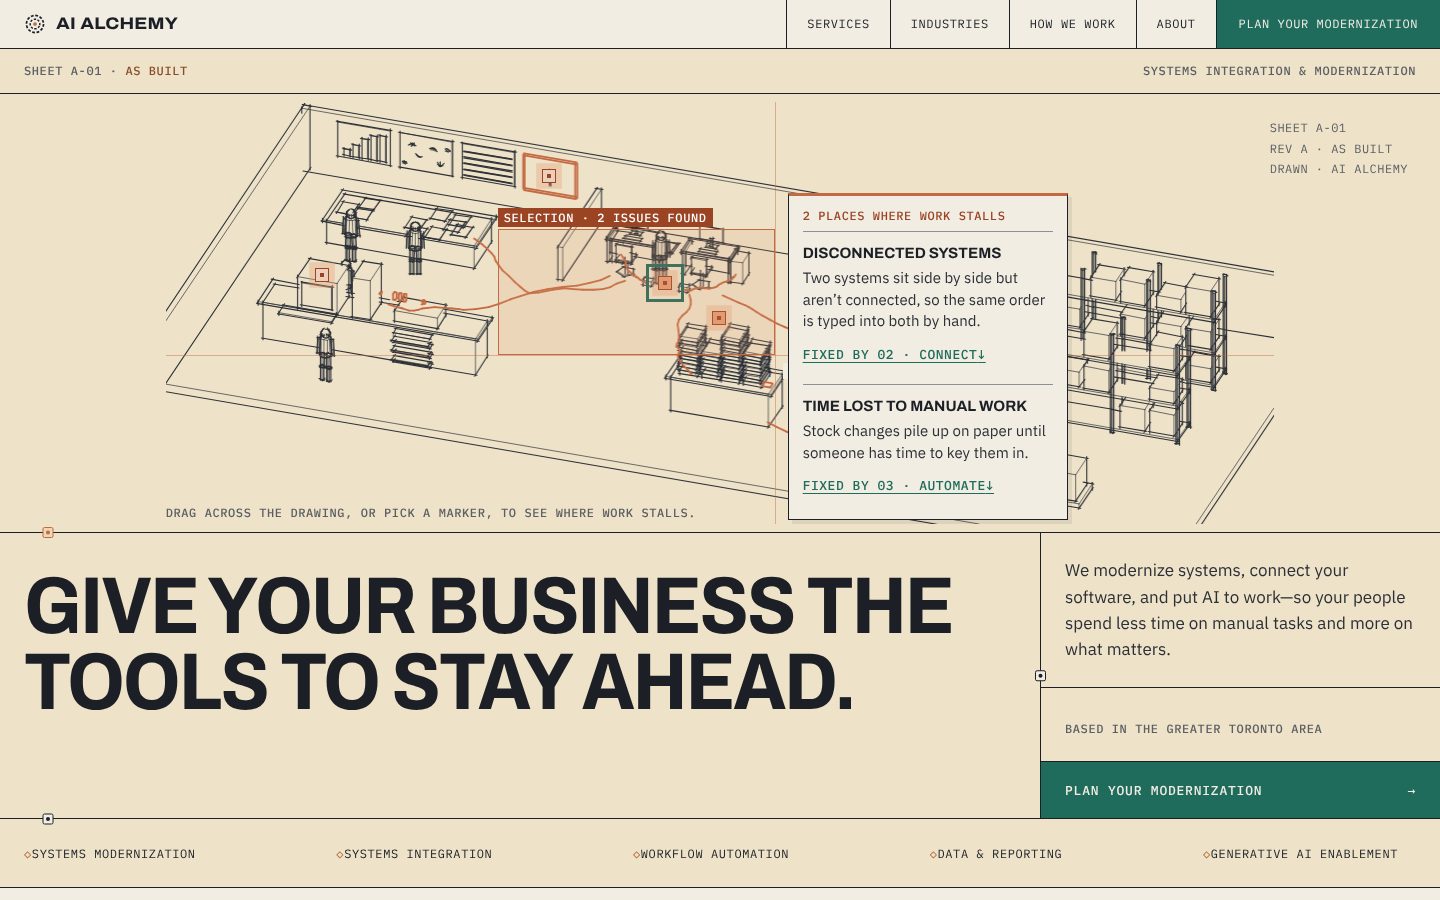 AI ALCHEMY
SERVICES
INDUSTRIES
HOW WE WORK
ABOUT
PLAN YOUR MODERNIZATION
SHEET A-01 · AS BUILT
SYSTEMS INTEGRATION & MODERNIZATION
SHEET A-01
REV A · AS BUILT
DRAWN · AI ALCHEMY
SELECTION · 2 ISSUES FOUND
2 PLACES WHERE WORK STALLS
DISCONNECTED SYSTEMS
Two systems sit side by side but
aren’t connected, so the same order
is typed into both by hand.
FIXED BY 02 · CONNECT↓
TIME LOST TO MANUAL WORK
Stock changes pile up on paper until
someone has time to key them in.
FIXED BY 03 · AUTOMATE↓
DRAG ACROSS THE DRAWING, OR PICK A MARKER, TO SEE WHERE WORK STALLS.
GIVE YOUR BUSINESS THE
TOOLS TO STAY AHEAD.
We modernize systems, connect your
software, and put AI to work—so your people
spend less time on manual tasks and more on
what matters.
BASED IN THE GREATER TORONTO AREA
PLAN YOUR MODERNIZATION →
◇SYSTEMS MODERNIZATION
◇SYSTEMS INTEGRATION
◇WORKFLOW AUTOMATION
◇DATA & REPORTING
◇GENERATIVE AI ENABLEMENT